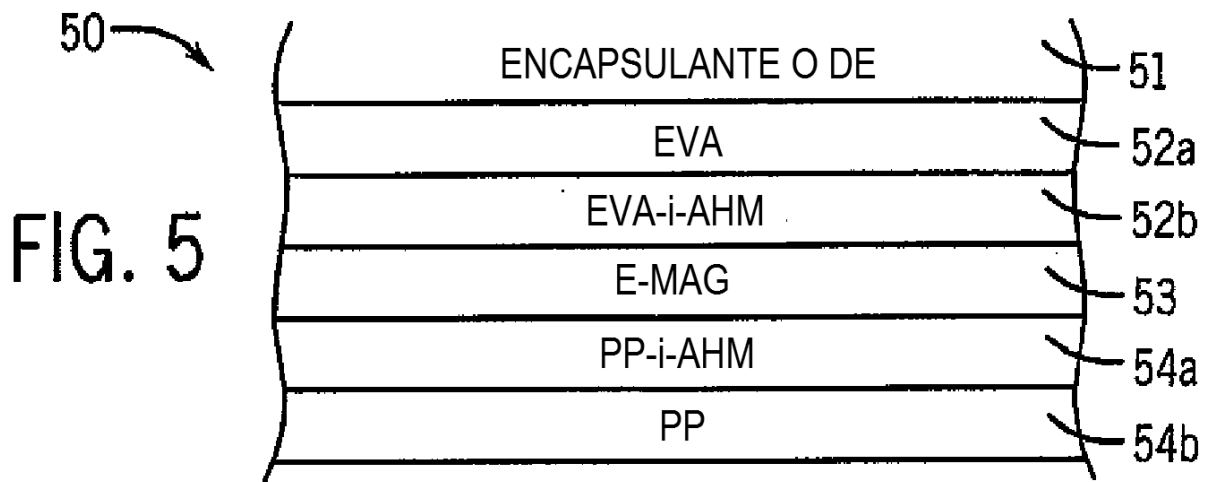 50
ENCAPSULANTE O DE 51
EVA 52a
EVA-i-AHM 52b
FIG. 5
E-MAG 53
PP-i-AHM 54a
PP 54b